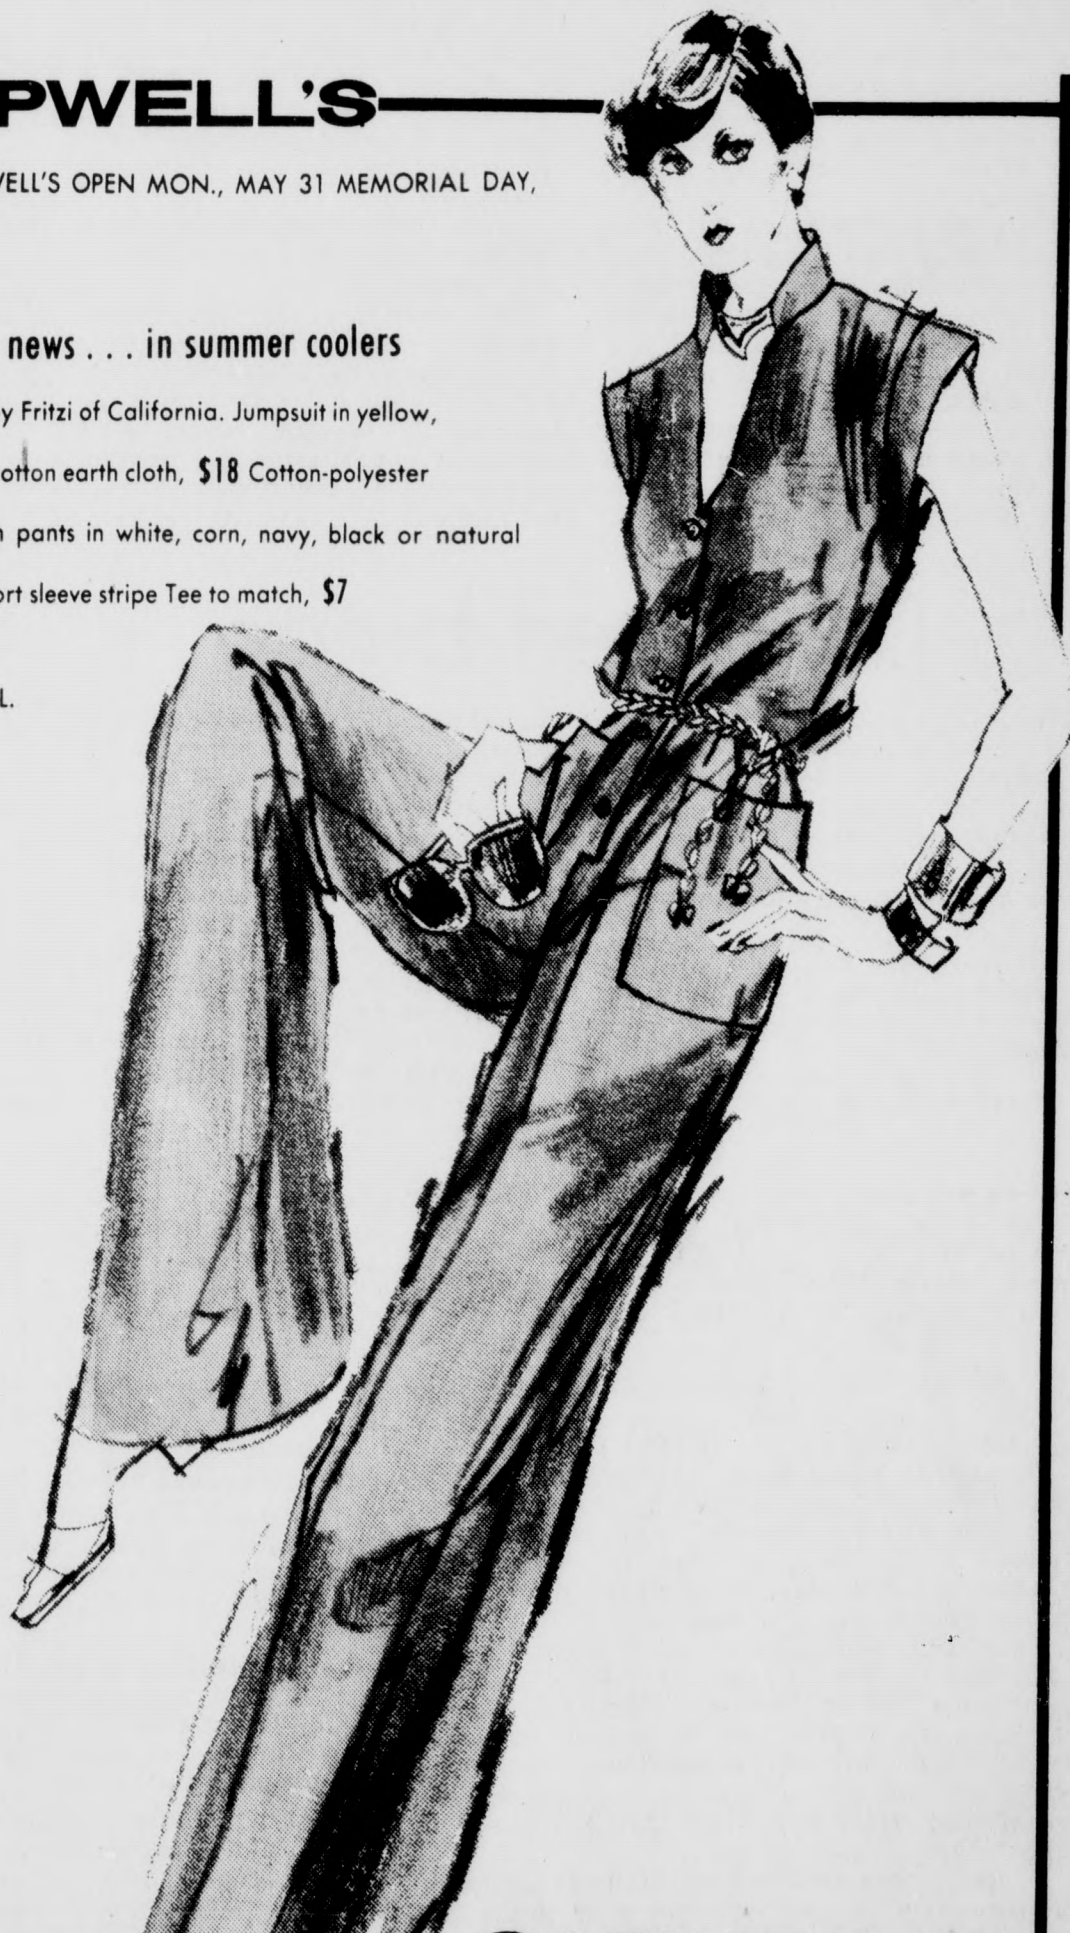 PWELL'S
WELL'S OPEN MON., MAY 31 MEMORIAL DAY,
news . . . in summer coolers
y Fritzi of California. Jumpsuit in yellow,
otton earth cloth, $18 Cotton-polyester
n pants in white, corn, navy, black or natural
ort sleeve stripe Tee to match, $7
L.